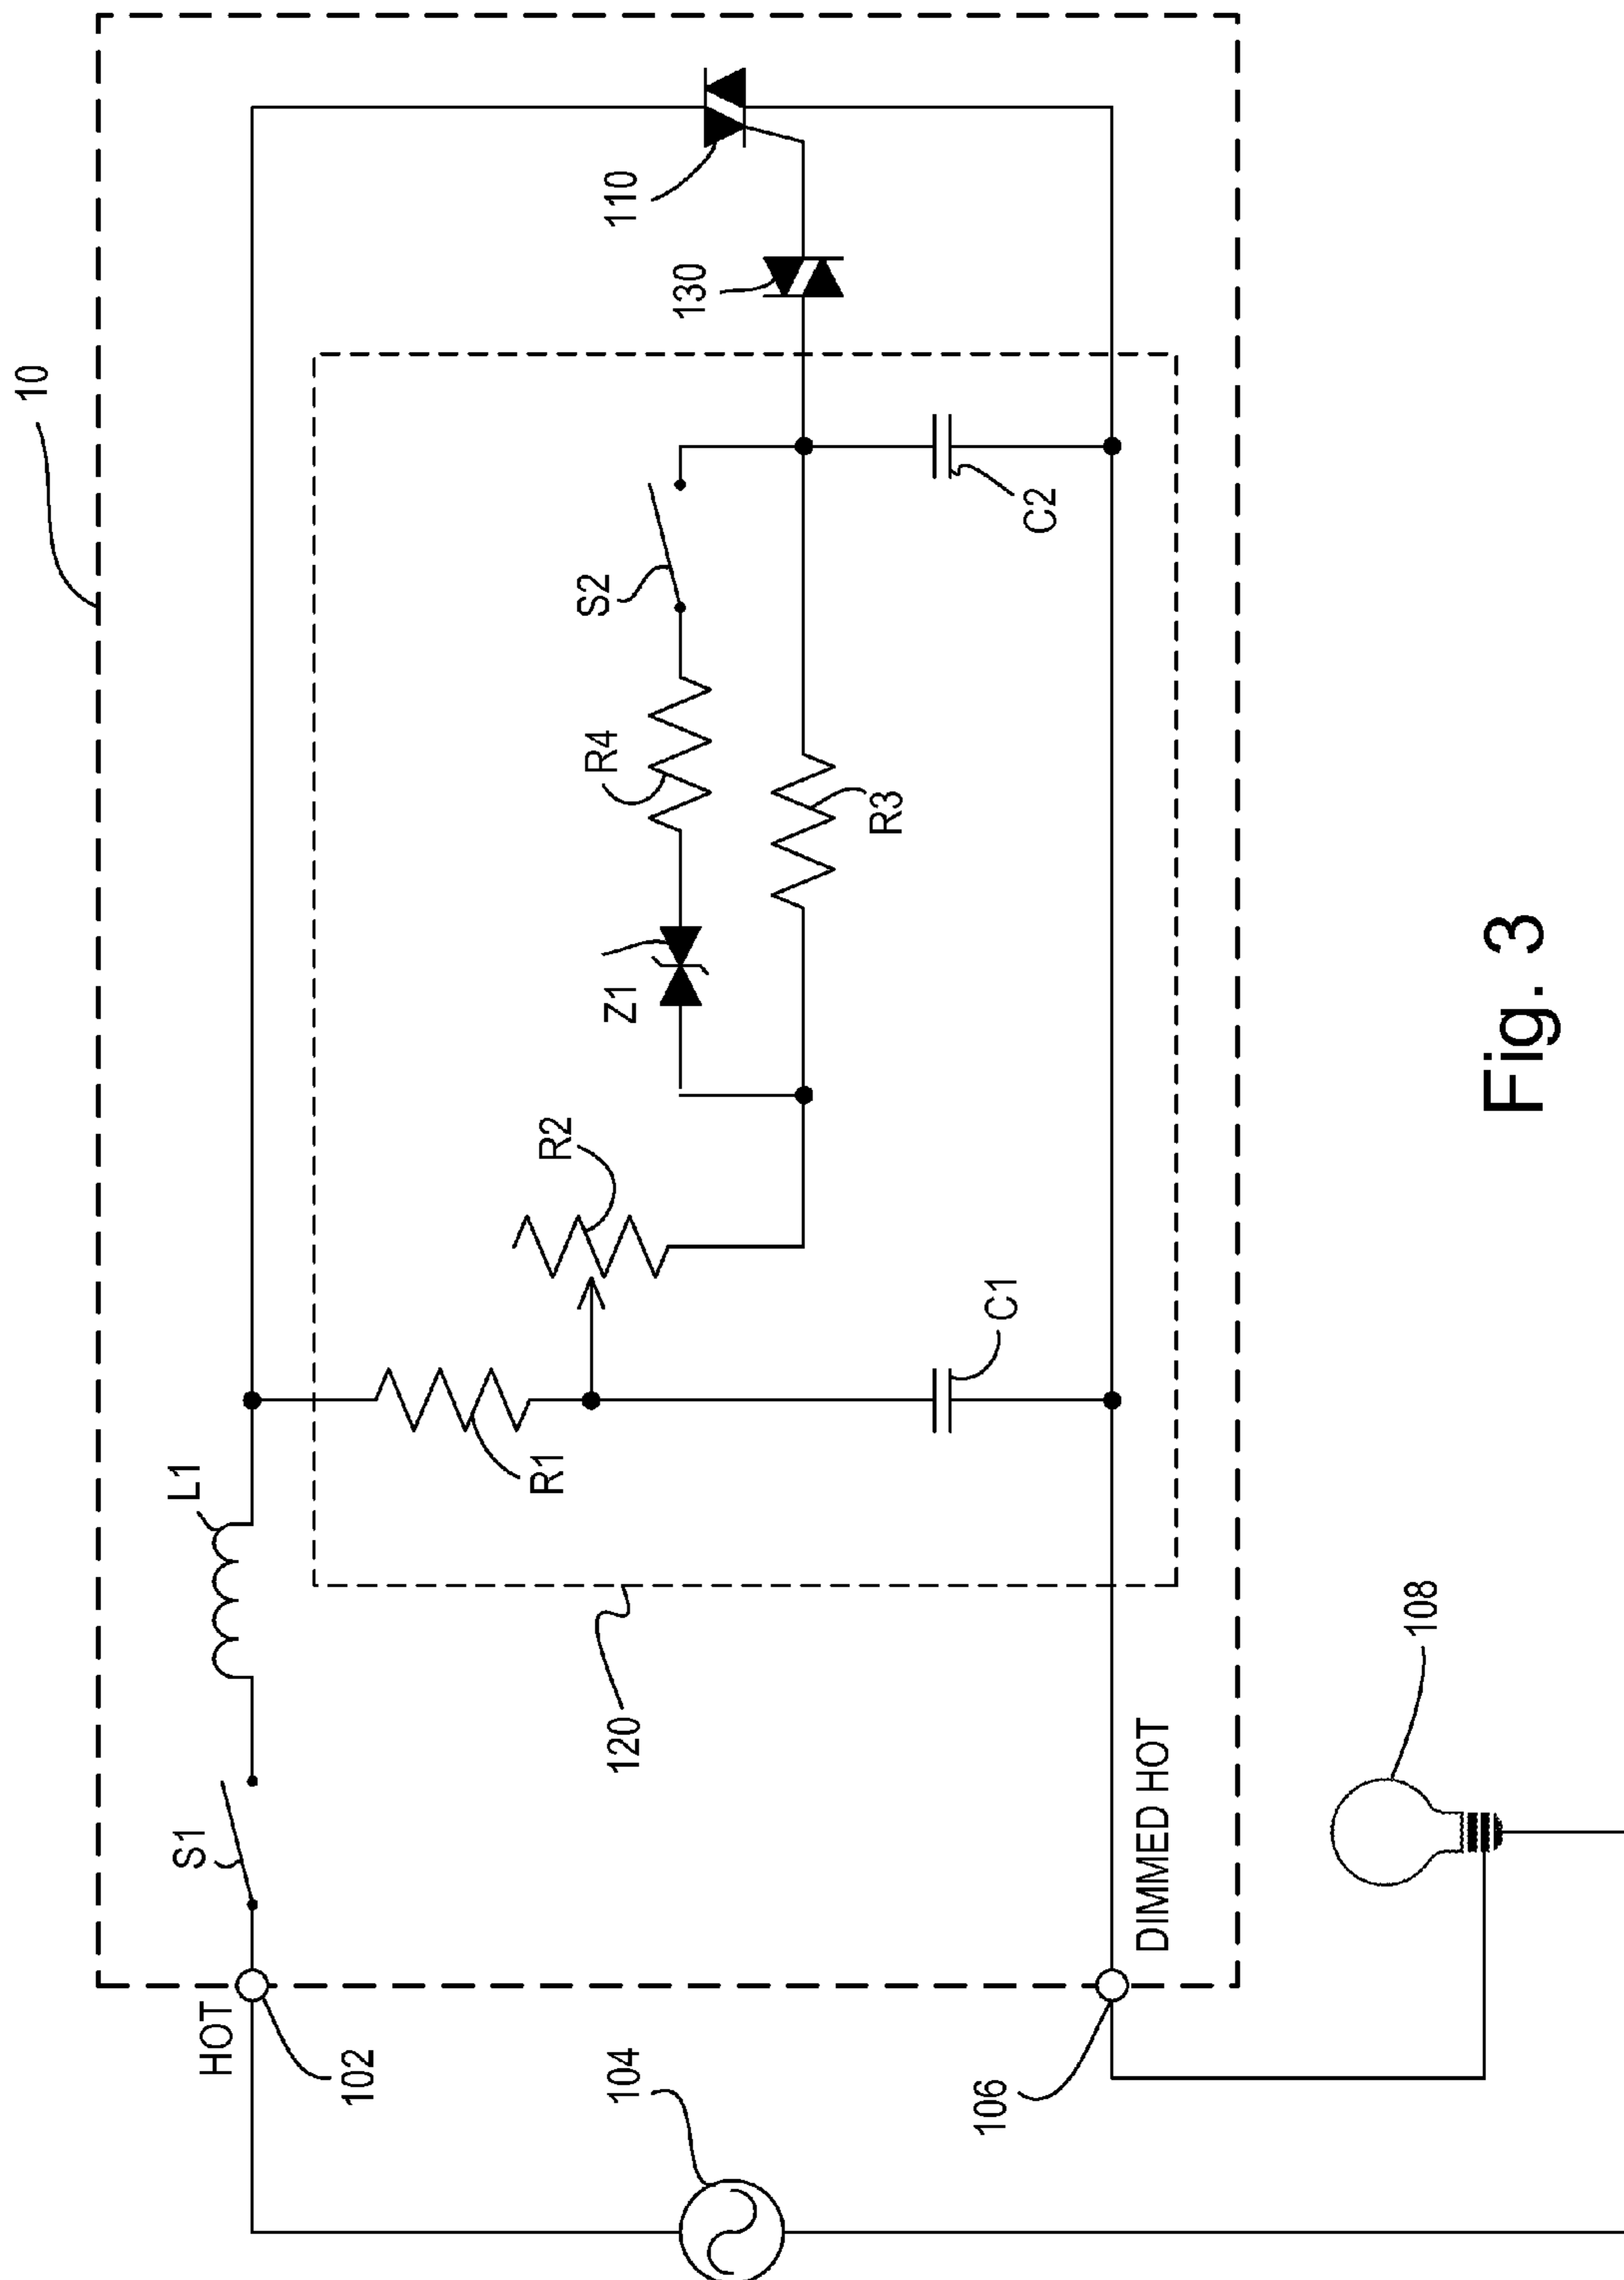 10
HOT
102
S1
L1
110
130
120
R1
R2
Z1
R4
S2
R3
C1
C2
104
106
DIMMED HOT
108
Fig. 3